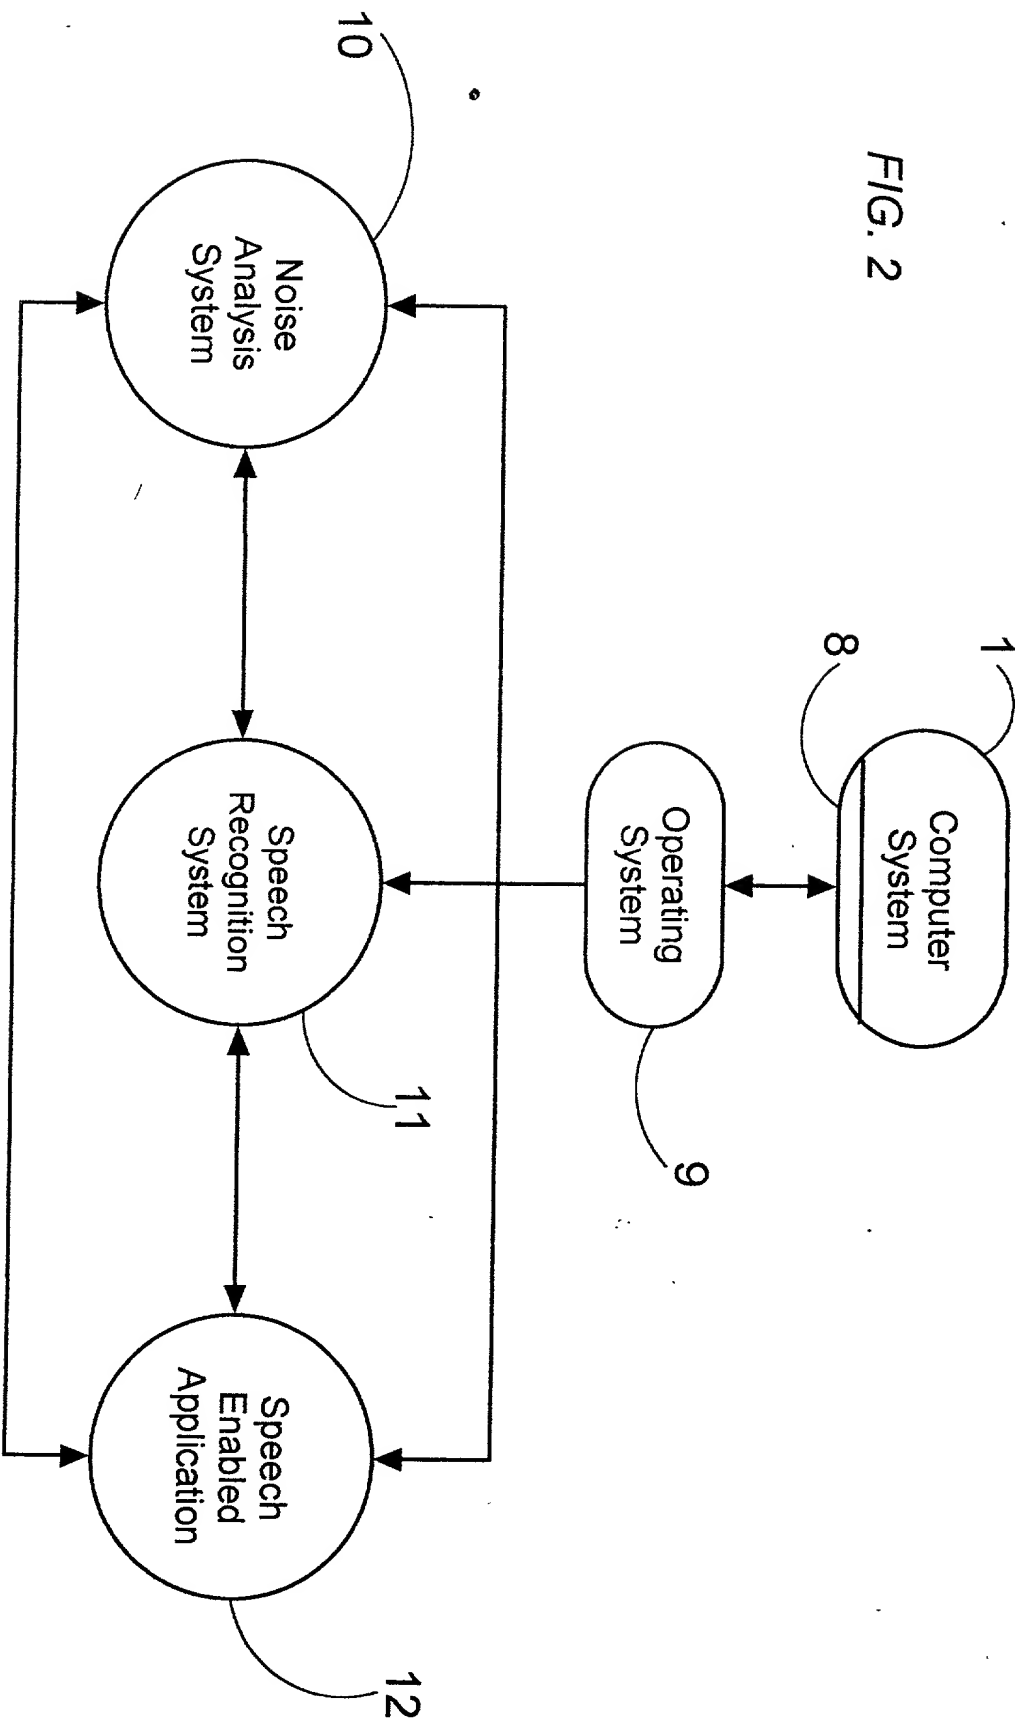 FIG. 2
1
Computer
System
8
Operating
System
9
10
Noise
Analysis
System
Speech
Recognition
System
11
Speech
Enabled
Application
12